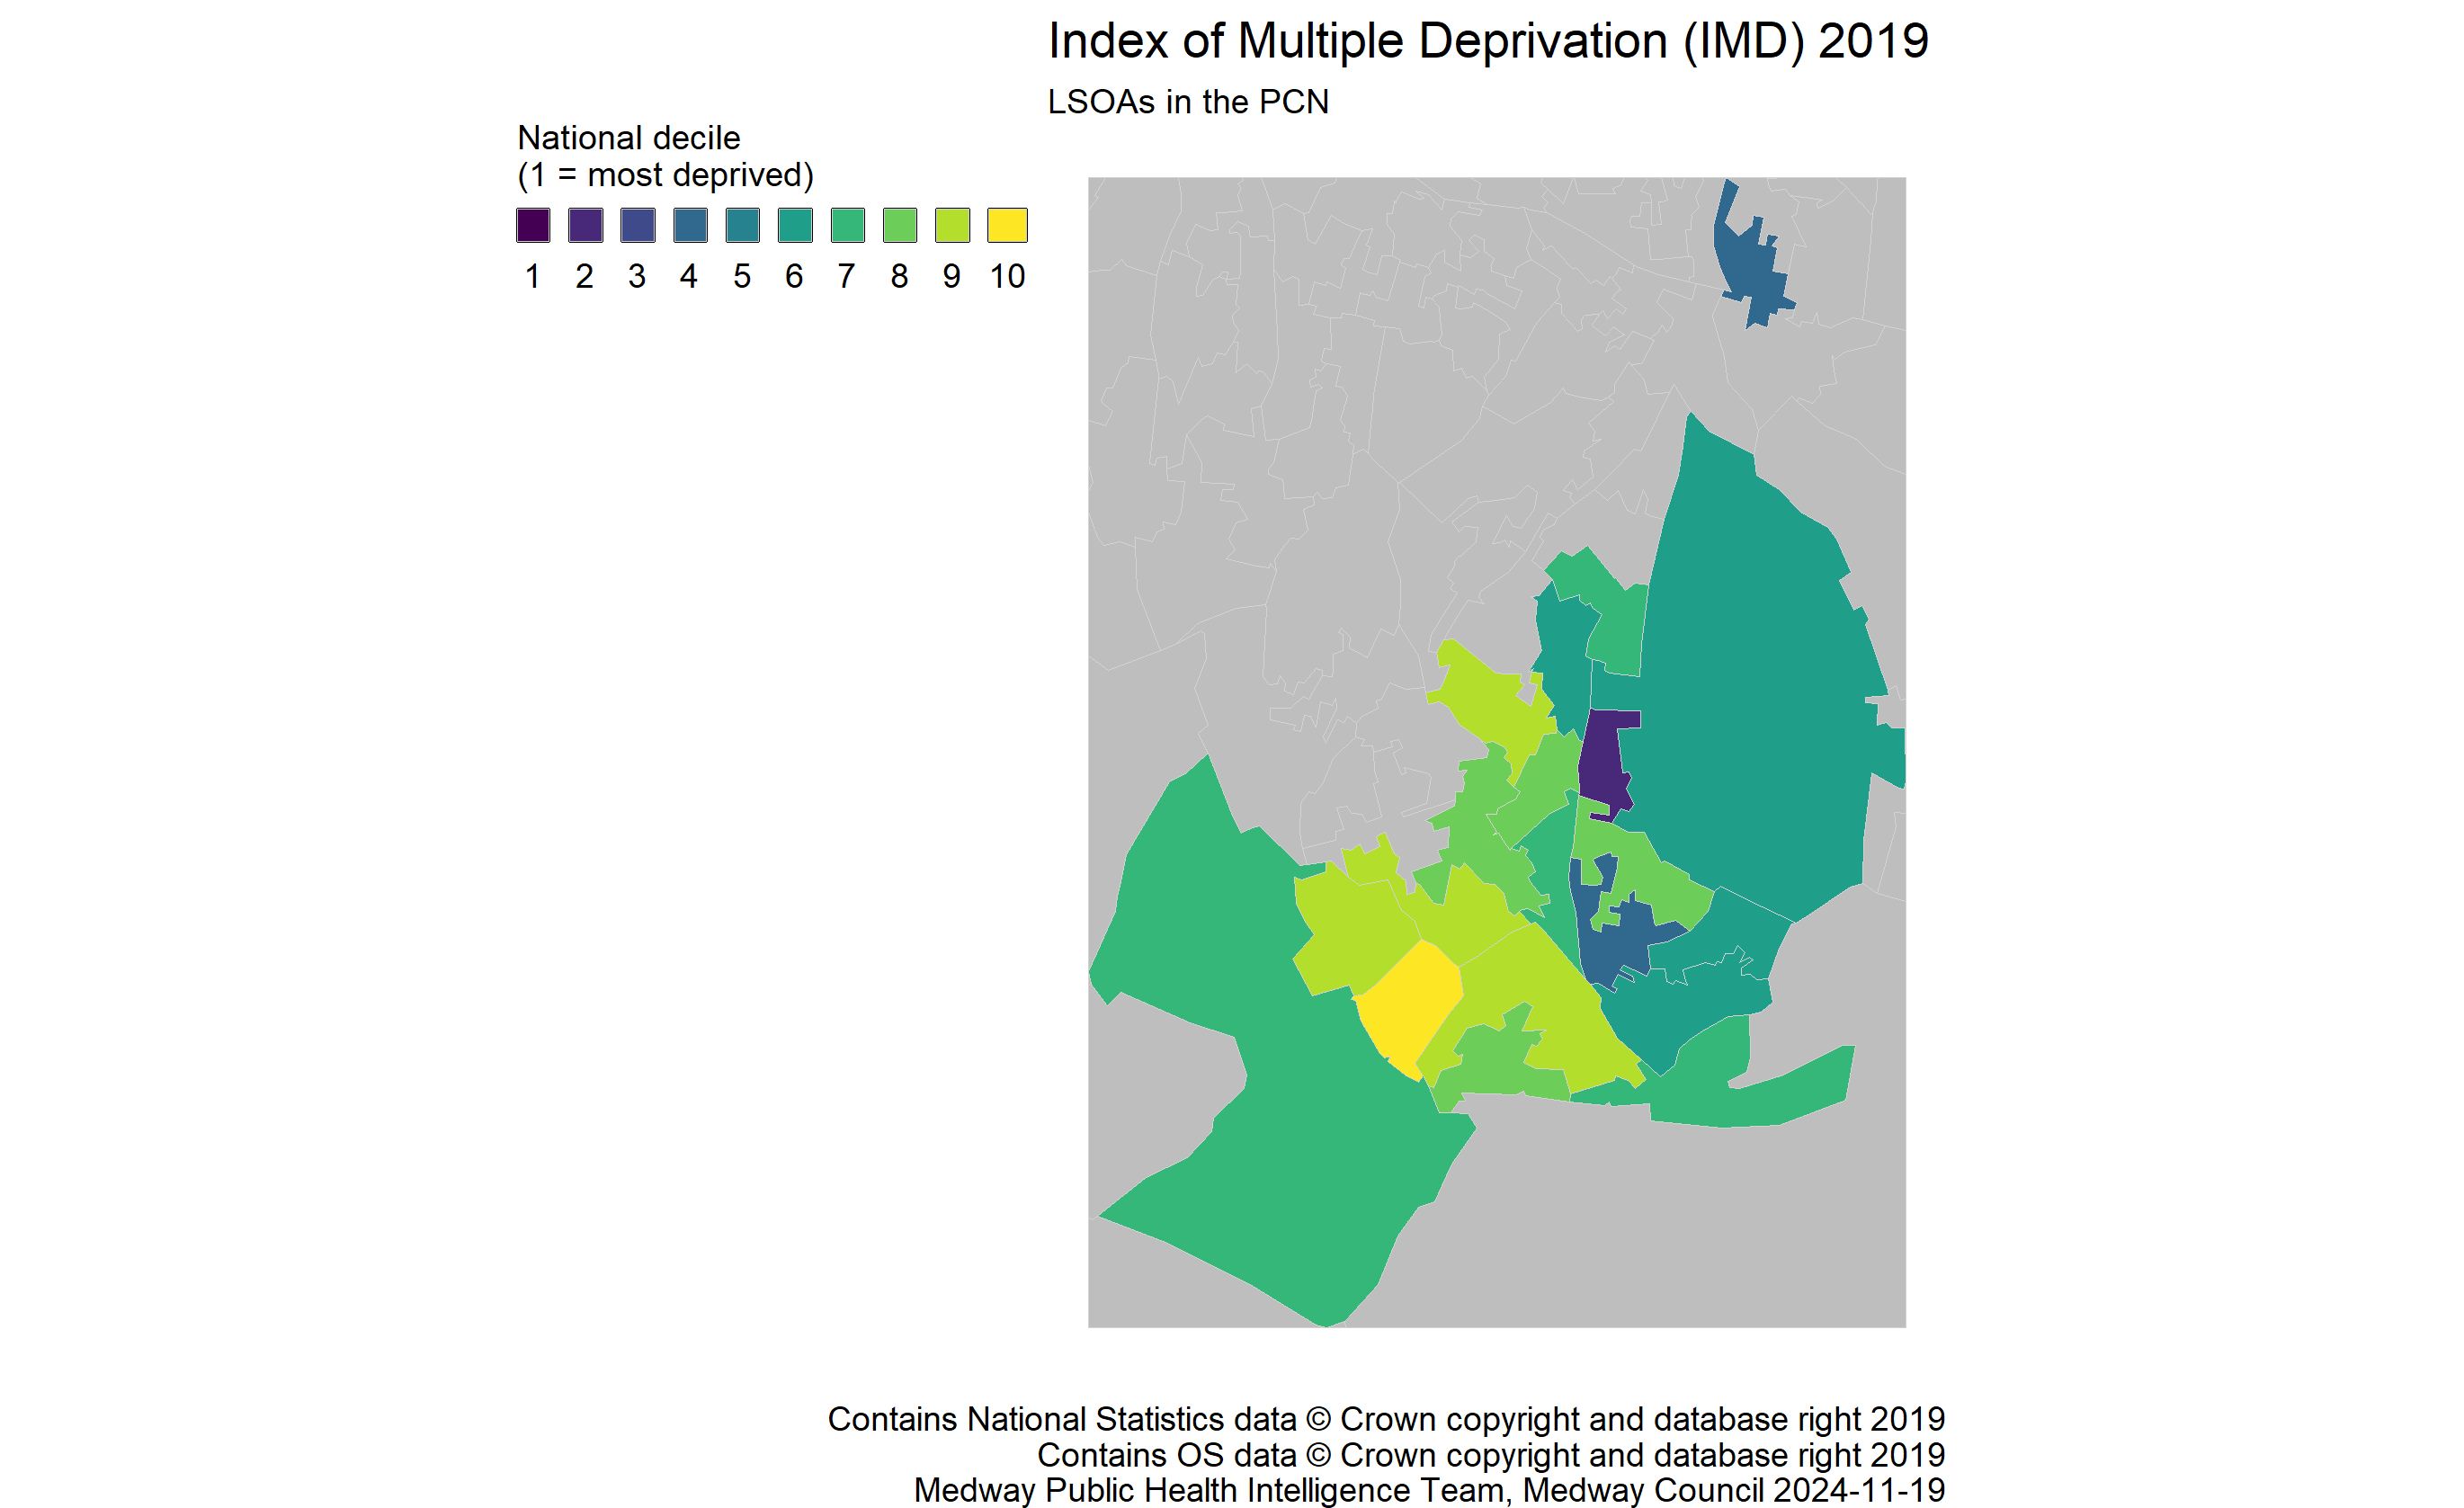 Index of Multiple Deprivation (IMD) 2019
LSOAs in the PCN
National decile
(1 = most deprived)
1 2 3 4 5 6 7 8 9 10
Contains National Statistics data © Crown copyright and database right 2019
Contains OS data © Crown copyright and database right 2019
Medway Public Health Intelligence Team, Medway Council 2024-11-19